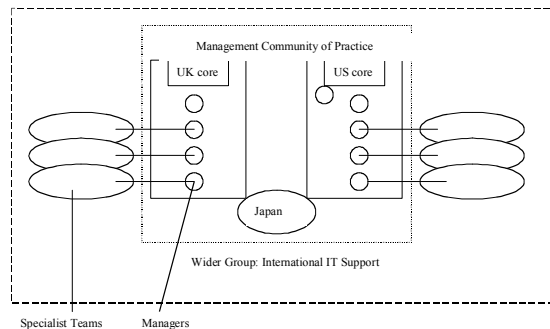 Management Community of Practice
UK core
US core
Japan
Wider Group: International IT Support
Specialist Teams
Managers